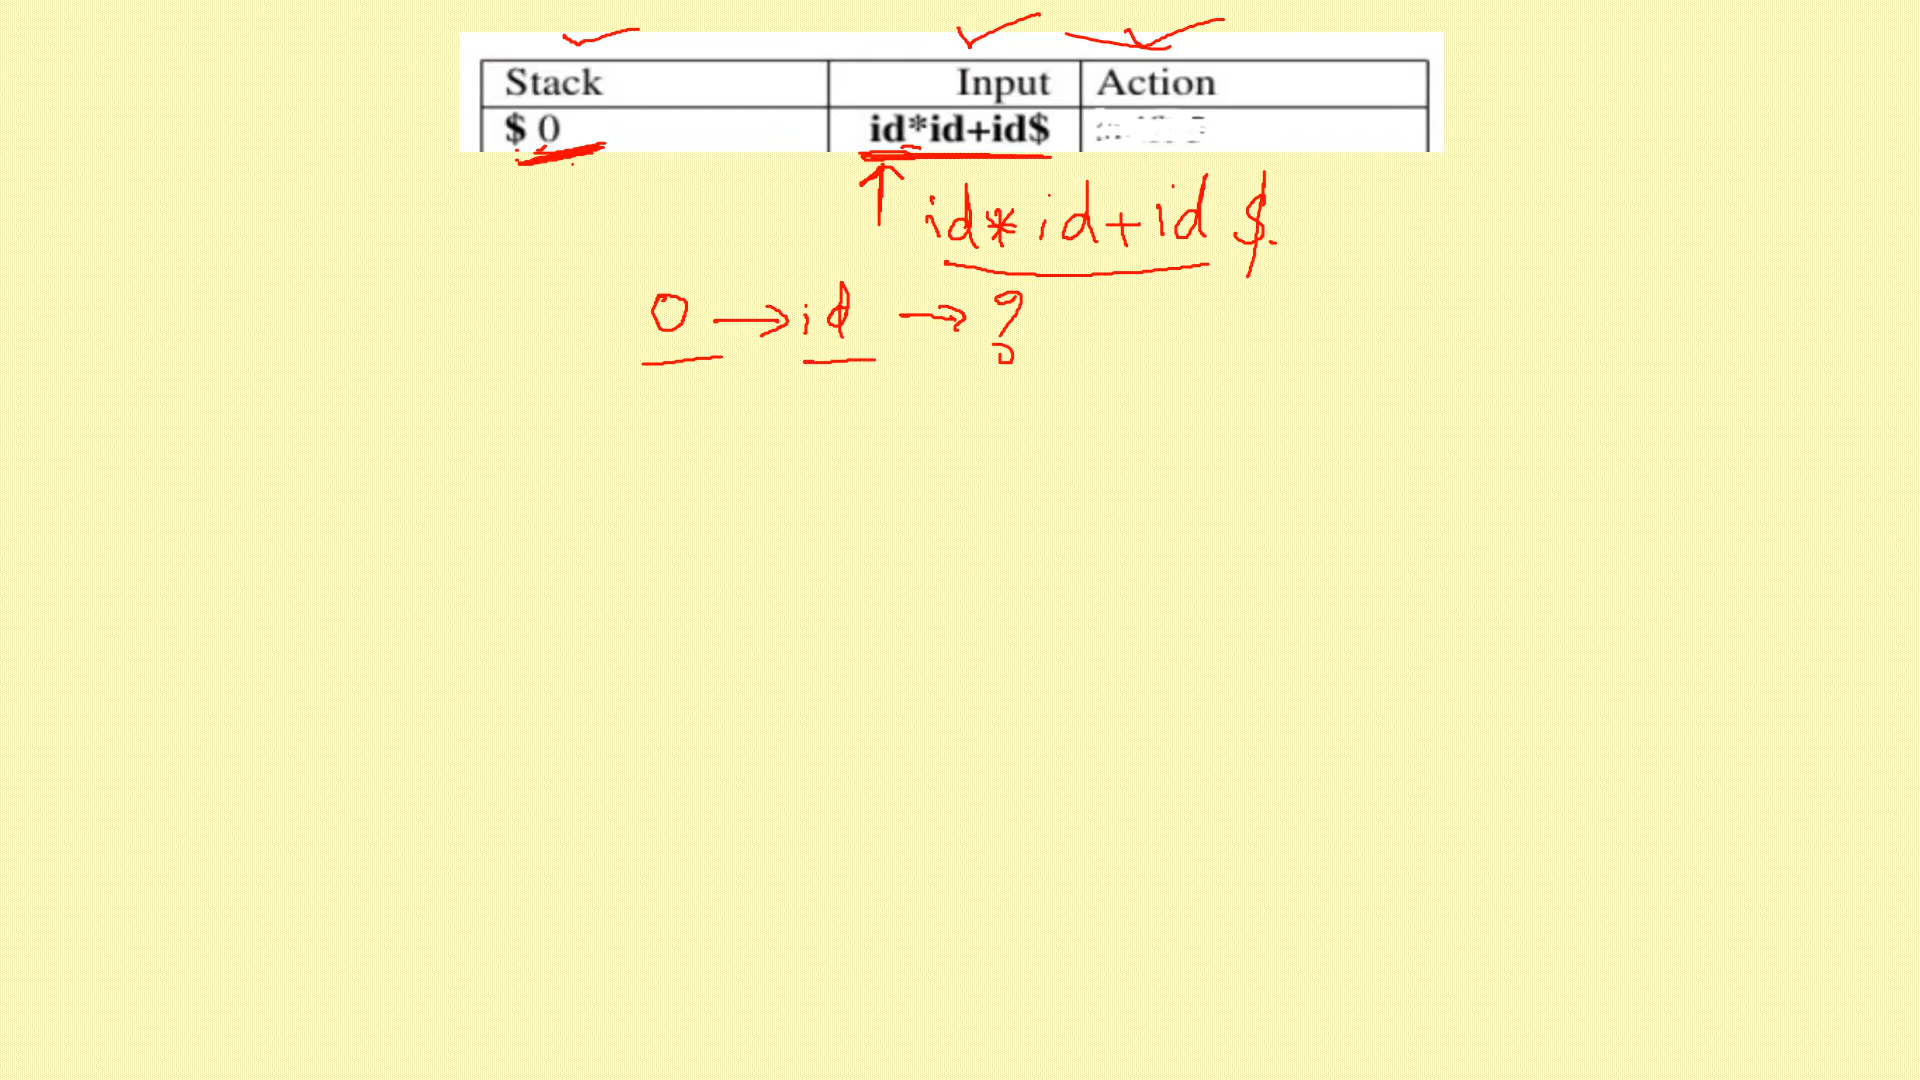 Stack Input Action
$ 0 id*id+id$
id * id + id $
0 → id → ?